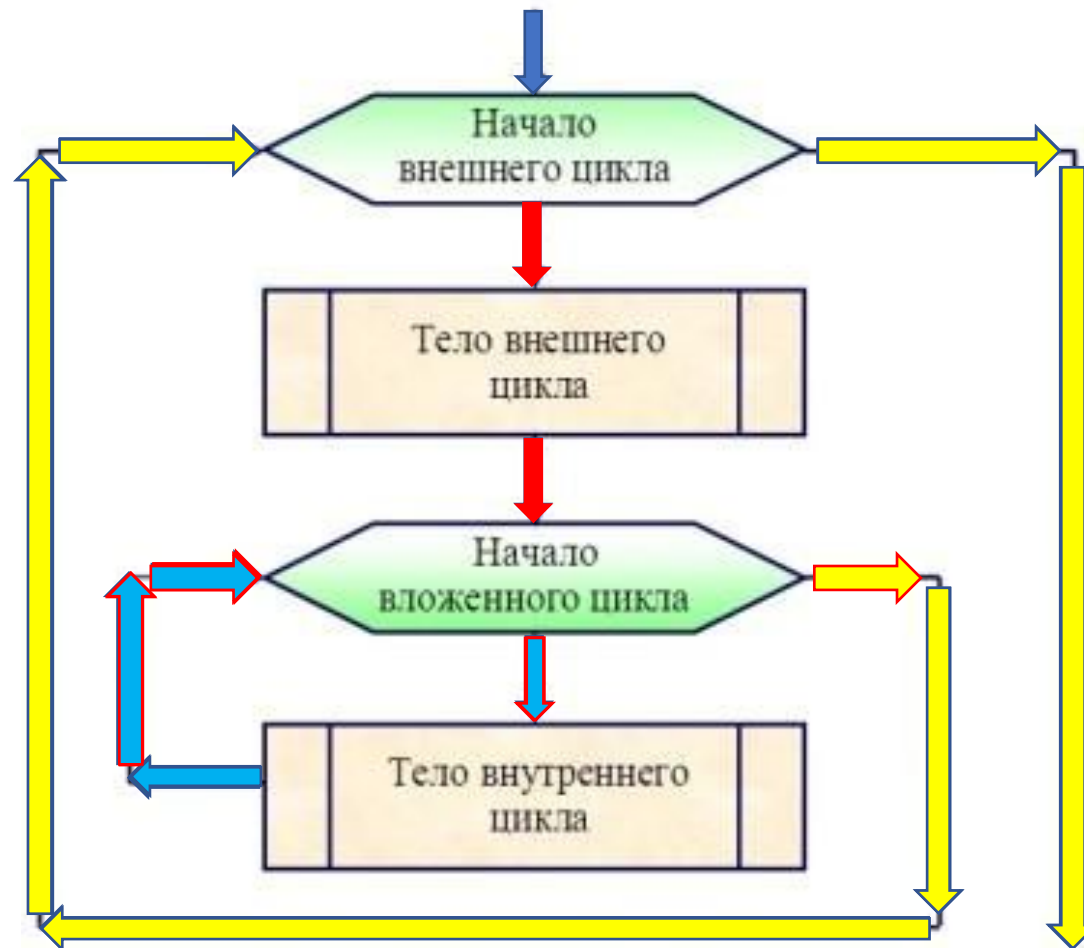 Начало
внешнего цикла
Тело внешнего
цикла
Начало
вложенного цикла
Тело внутреннего
цикла